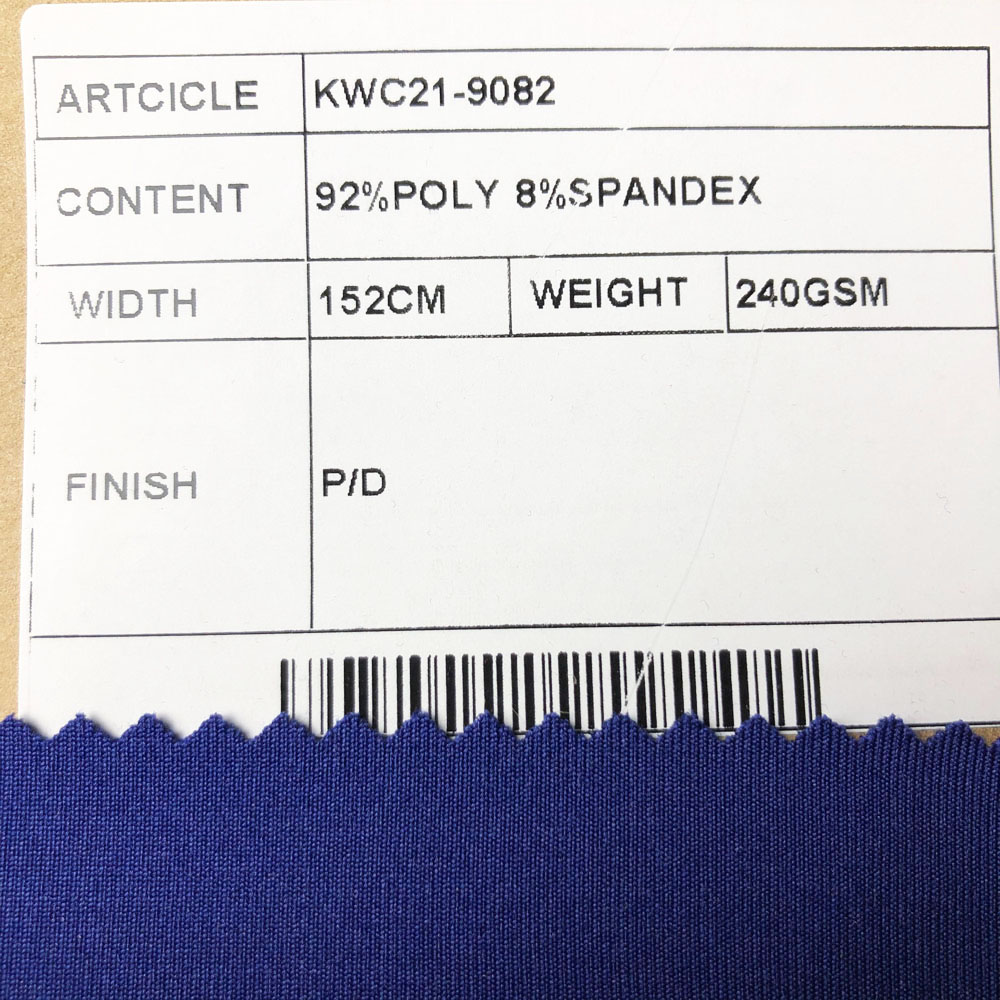 ARTCICLE KWC21-9082
CONTENT 92%POLY 8%SPANDEX
WIDTH 152CM WEIGHT 240GSM
FINISH P/D